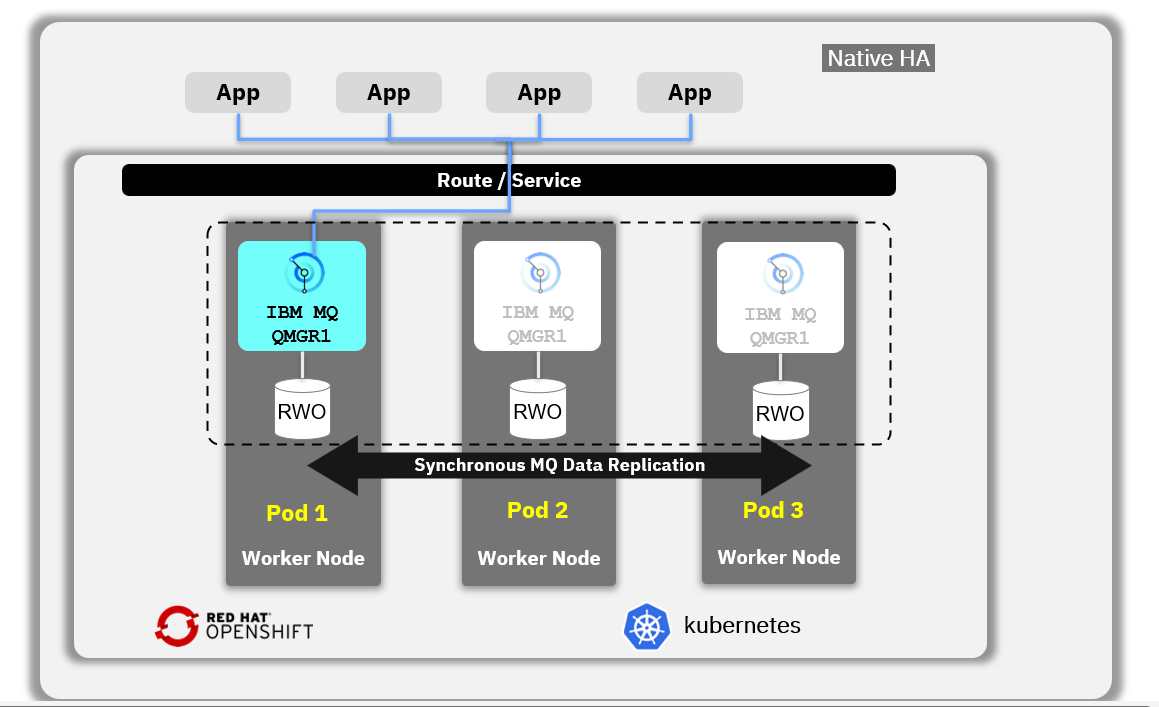 Native HA
App
App
App
App
Route / Service
IBM MQ
QMGR1
IBM MQ
QMGR1
IBM MQ
QMGR1
RWO
RWO
RWO
Synchronous MQ Data Replication
Pod 1
Pod 2
Pod 3
Worker Node
Worker Node
Worker Node
RED HAT®
OPENSHIFT
kubernetes